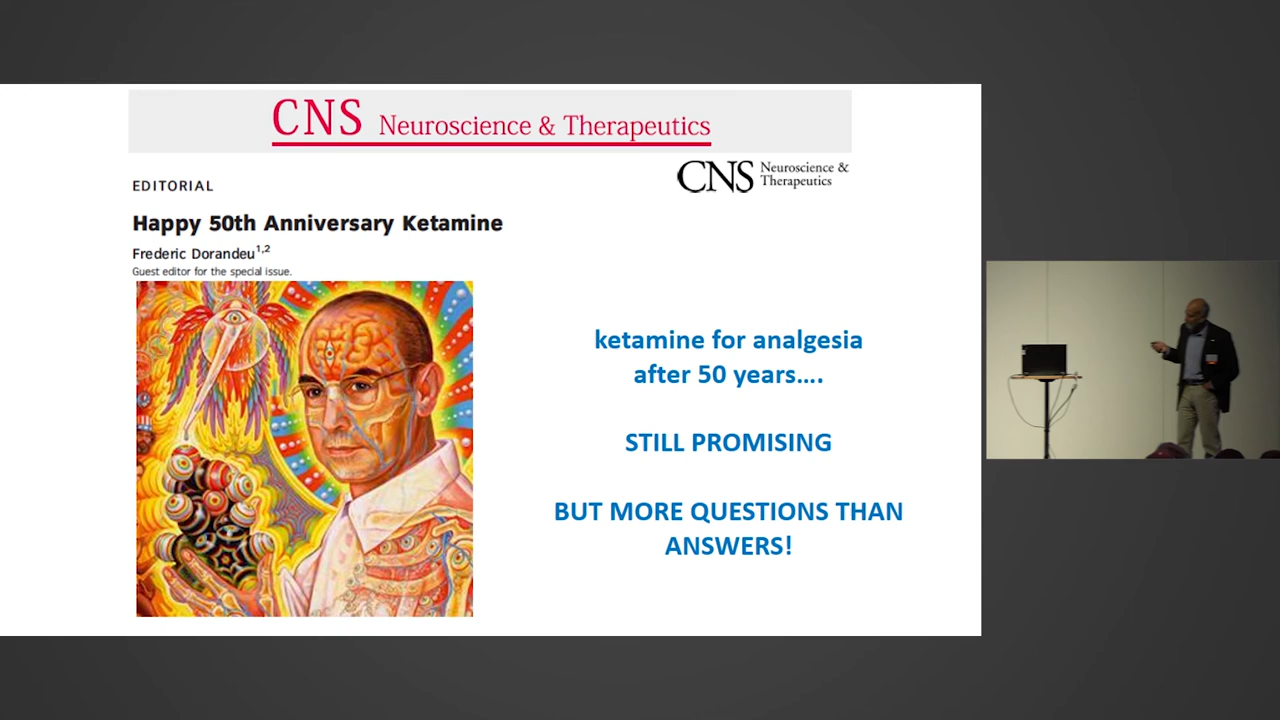 CNS Neuroscience & Therapeutics
CNS Neuroscience &
Therapeutics
EDITORIAL
Happy 50th Anniversary Ketamine
Frederic Dorandeu1,2
Guest editor for the special issue.
ketamine for analgesia
after 50 years....
STILL PROMISING
BUT MORE QUESTIONS THAN
ANSWERS!